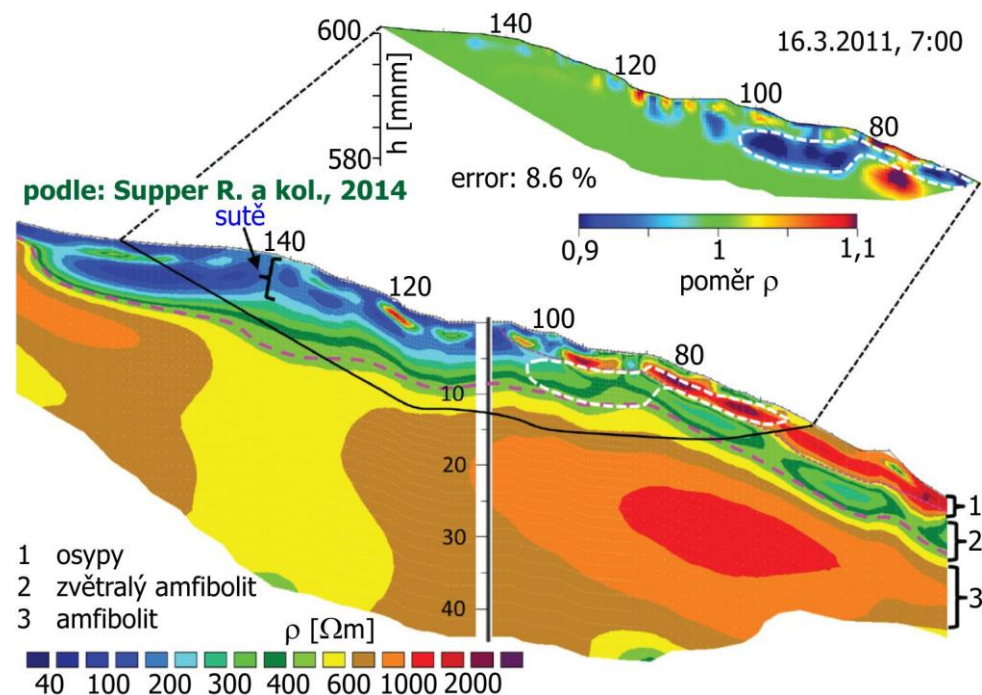 600
140
16.3.2011, 7:00
h [mnm]
120
100
80
580
error: 8.6 %
podle: Supper R. a kol., 2014
sutě
0,9
1
1,1
poměr ρ
140
120
100
80
10
20
30
40
1
2
3
1 osypy
2 zvětralý amfibolit
3 amfibolit
ρ [Ωm]
40 100 200 300 400 600 1000 2000